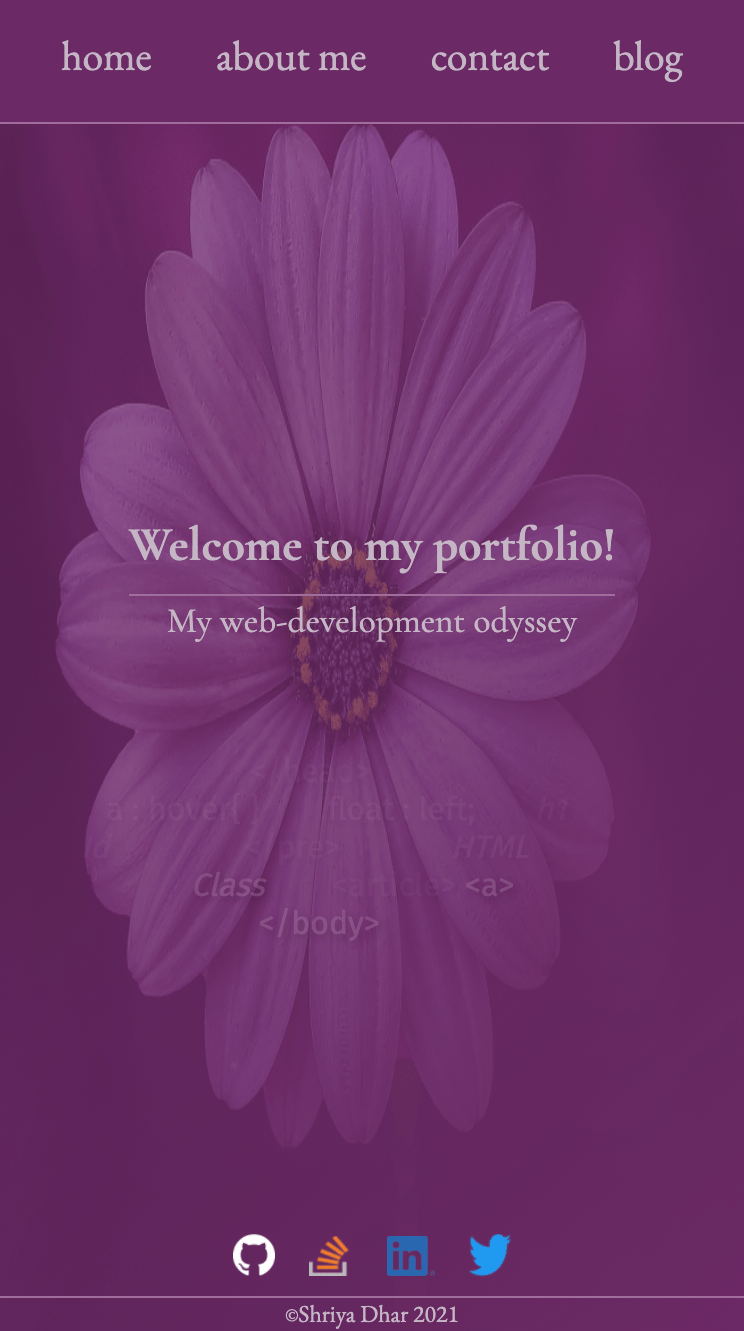 home about me contact blog
Welcome to my portfolio!
My web-development odyssey
</head>
a : hover{ } float : left; h?
< pre> HTML
Class <article> <a>
</body>
in
©Shriya Dhar 2021